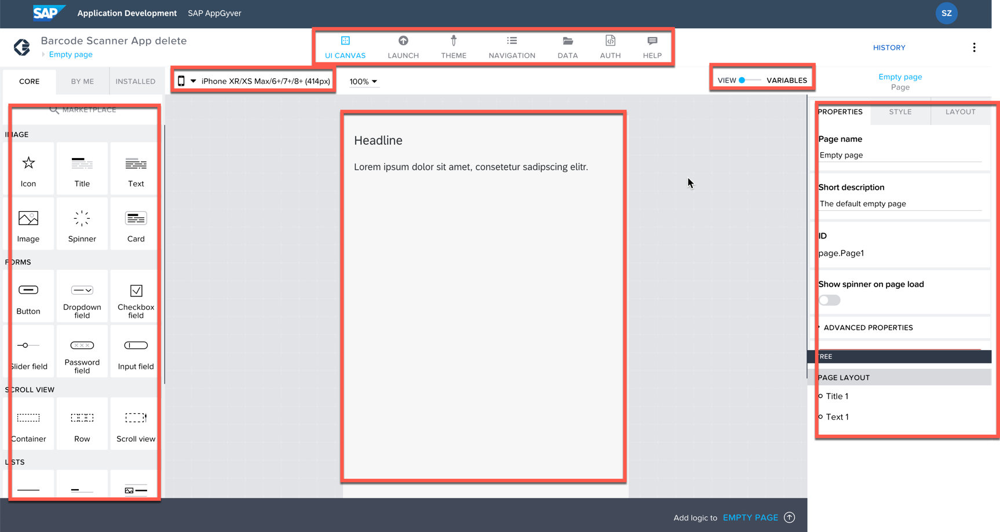 SAP Application Development SAP AppGyver SZ
Barcode Scanner App delete
Empty page
UI CANVAS LAUNCH THEME NAVIGATION DATA AUTH HELP
HISTORY
CORE BY ME INSTALLED
iPhone XR/XS Max/6+/7+/8+ (414px) 100%
VIEW VARIABLES
Empty page
Page
MARKETPLACE
IMAGE
Icon Title Text
Image Spinner Card
FORMS
Button Dropdown field Checkbox field
Slider field Password field Input field
SCROLL VIEW
Container Row Scroll view
LISTS
Headline
Lorem ipsum dolor sit amet, consetetur sadipscing elitr.
PROPERTIES STYLE LAYOUT
Page name
Empty page
Short description
The default empty page
ID
page.Page1
Show spinner on page load
ADVANCED PROPERTIES
TREE
PAGE LAYOUT
Title 1
Text 1
Add logic to EMPTY PAGE